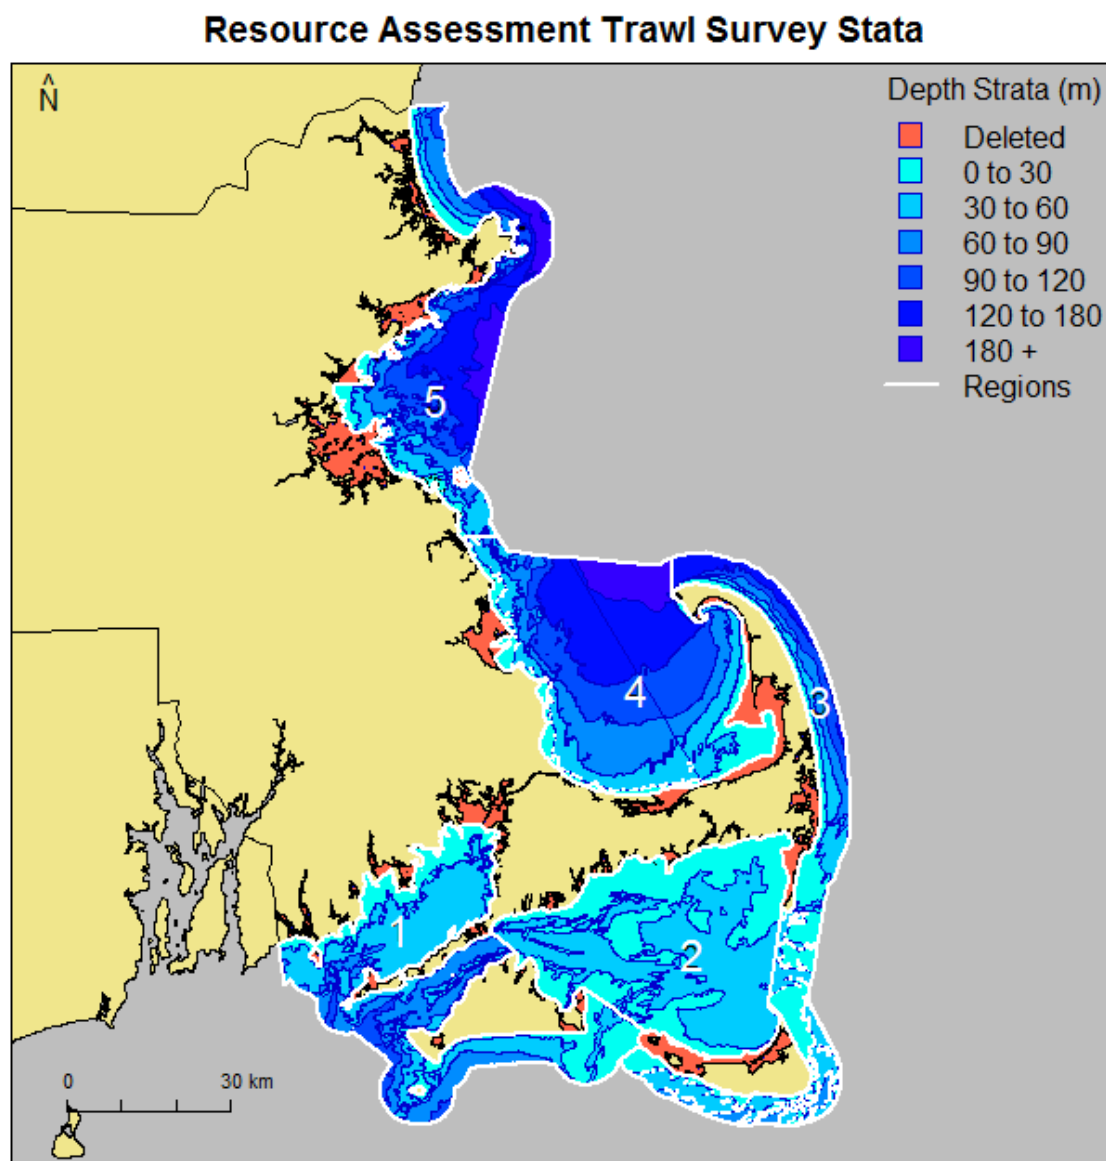 Resource Assessment Trawl Survey Stata
^
N
Depth Strata (m)
Deleted
0 to 30
30 to 60
60 to 90
90 to 120
120 to 180
180 +
Regions
5
4
3
1
2
0 30 km